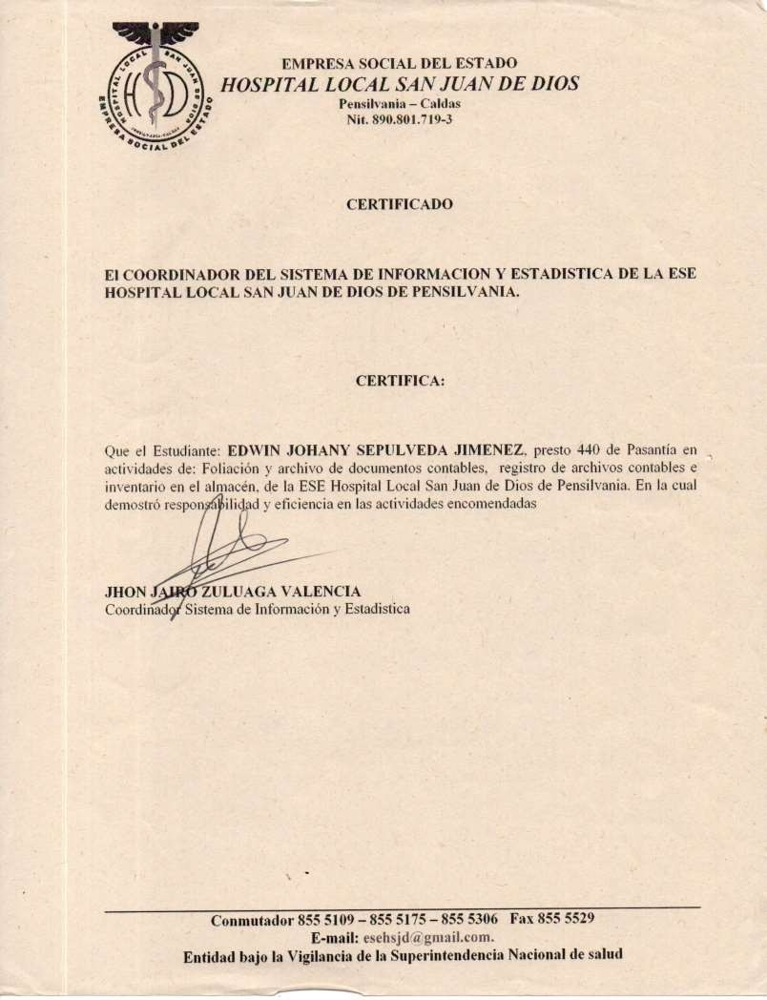 HOSPITAL LOCAL SAN JUAN DE DIOS
HSD
PENSILVANIA-CALDAS
EMPRESA SOCIAL DEL ESTADO
EMPRESA SOCIAL DEL ESTADO
HOSPITAL LOCAL SAN JUAN DE DIOS
Pensilvania – Caldas
Nit. 890.801.719-3
CERTIFICADO
El COORDINADOR DEL SISTEMA DE INFORMACION Y ESTADISTICA DE LA ESE
HOSPITAL LOCAL SAN JUAN DE DIOS DE PENSILVANIA.
CERTIFICA:
Que el Estudiante: EDWIN JOHANY SEPULVEDA JIMENEZ, presto 440 de Pasantía en
actividades de: Foliación y archivo de documentos contables, registro de archivos contables e
inventario en el almacén, de la ESE Hospital Local San Juan de Dios de Pensilvania. En la cual
demostró responsabilidad y eficiencia en las actividades encomendadas
JHON JAIRO ZULUAGA VALENCIA
Coordinador Sistema de Información y Estadistica
Conmutador 855 5109 – 855 5175 – 855 5306 Fax 855 5529
E-mail: esehsjd@gmail.com.
Entidad bajo la Vigilancia de la Superintendencia Nacional de salud